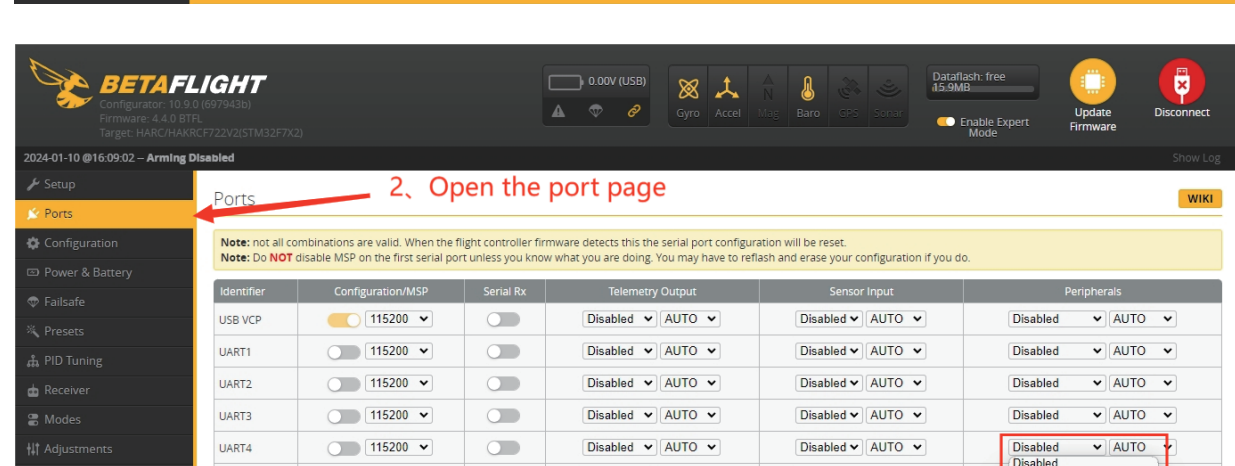 BETAFLIGHT
Configurator: 10.9.0 (697943b)
Firmware: 4.4.0 BTFL
Target: HARC/HAKRCF722V2(STM32F7X2)
0.00V (USB)
Gyro Accel Mag Baro GPS Sonar
Dataflash: free
15.9MB
Enable Expert
Mode
Update
Firmware
Disconnect
2024-01-10 @16:09:02 – Arming Disabled
Show Log
Setup
Ports
Configuration
Power & Battery
Failsafe
Presets
PID Tuning
Receiver
Modes
Adjustments
Ports
2、Open the port page
WIKI
Note: not all combinations are valid. When the flight controller firmware detects this the serial port configuration will be reset.
Note: Do NOT disable MSP on the first serial port unless you know what you are doing. You may have to reflash and erase your configuration if you do.
Identifier Configuration/MSP Serial Rx Telemetry Output Sensor Input Peripherals
USB VCP 115200 Disabled AUTO Disabled AUTO Disabled AUTO
UART1 115200 Disabled AUTO Disabled AUTO Disabled AUTO
UART2 115200 Disabled AUTO Disabled AUTO Disabled AUTO
UART3 115200 Disabled AUTO Disabled AUTO Disabled AUTO
UART4 115200 Disabled AUTO Disabled AUTO Disabled AUTO
Disabled